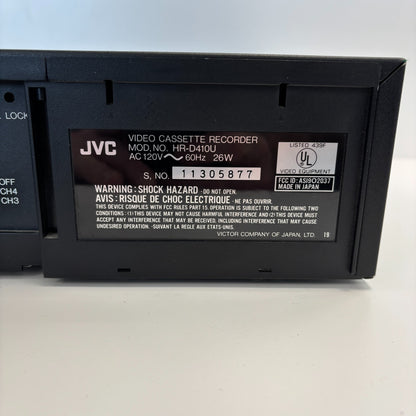 L LOCK
OFF
CH4
CH3
JVC
VIDEO CASSETTE RECORDER
MOD. NO. HR-D410U
AC 120V～ 60Hz 26W
S, NO. 11305877
LISTED 439F
UL
VIDEO EQUIPMENT
FCC ID: ASI9O2037
MADE IN JAPAN
WARNING: SHOCK HAZARD - DO NOT OPEN.
AVIS: RISQUE DE CHOC ELECTRIQUE - NE PAS OUVRIR.
THIS DEVICE COMPLIES WITH FCC RULES PART 15. OPERATION IS SUBJECT TO THE FOLLOWING TWO
CONDITIONS: (1) THIS DEVICE MAY NOT CAUSE HARMFUL INTERFERENCE AND (2) THIS DEVICE MUST
ACCEPT ANY INTERFERENCE THAT MAY BE RECEIVED, INCLUDING INTERFERENCE THAT MAY CAUSE
UNDESIRED OPERATION. -SUIVANT LA REGLE AUX ETATS-UNIS.
VICTOR COMPANY OF JAPAN, LTD. 19